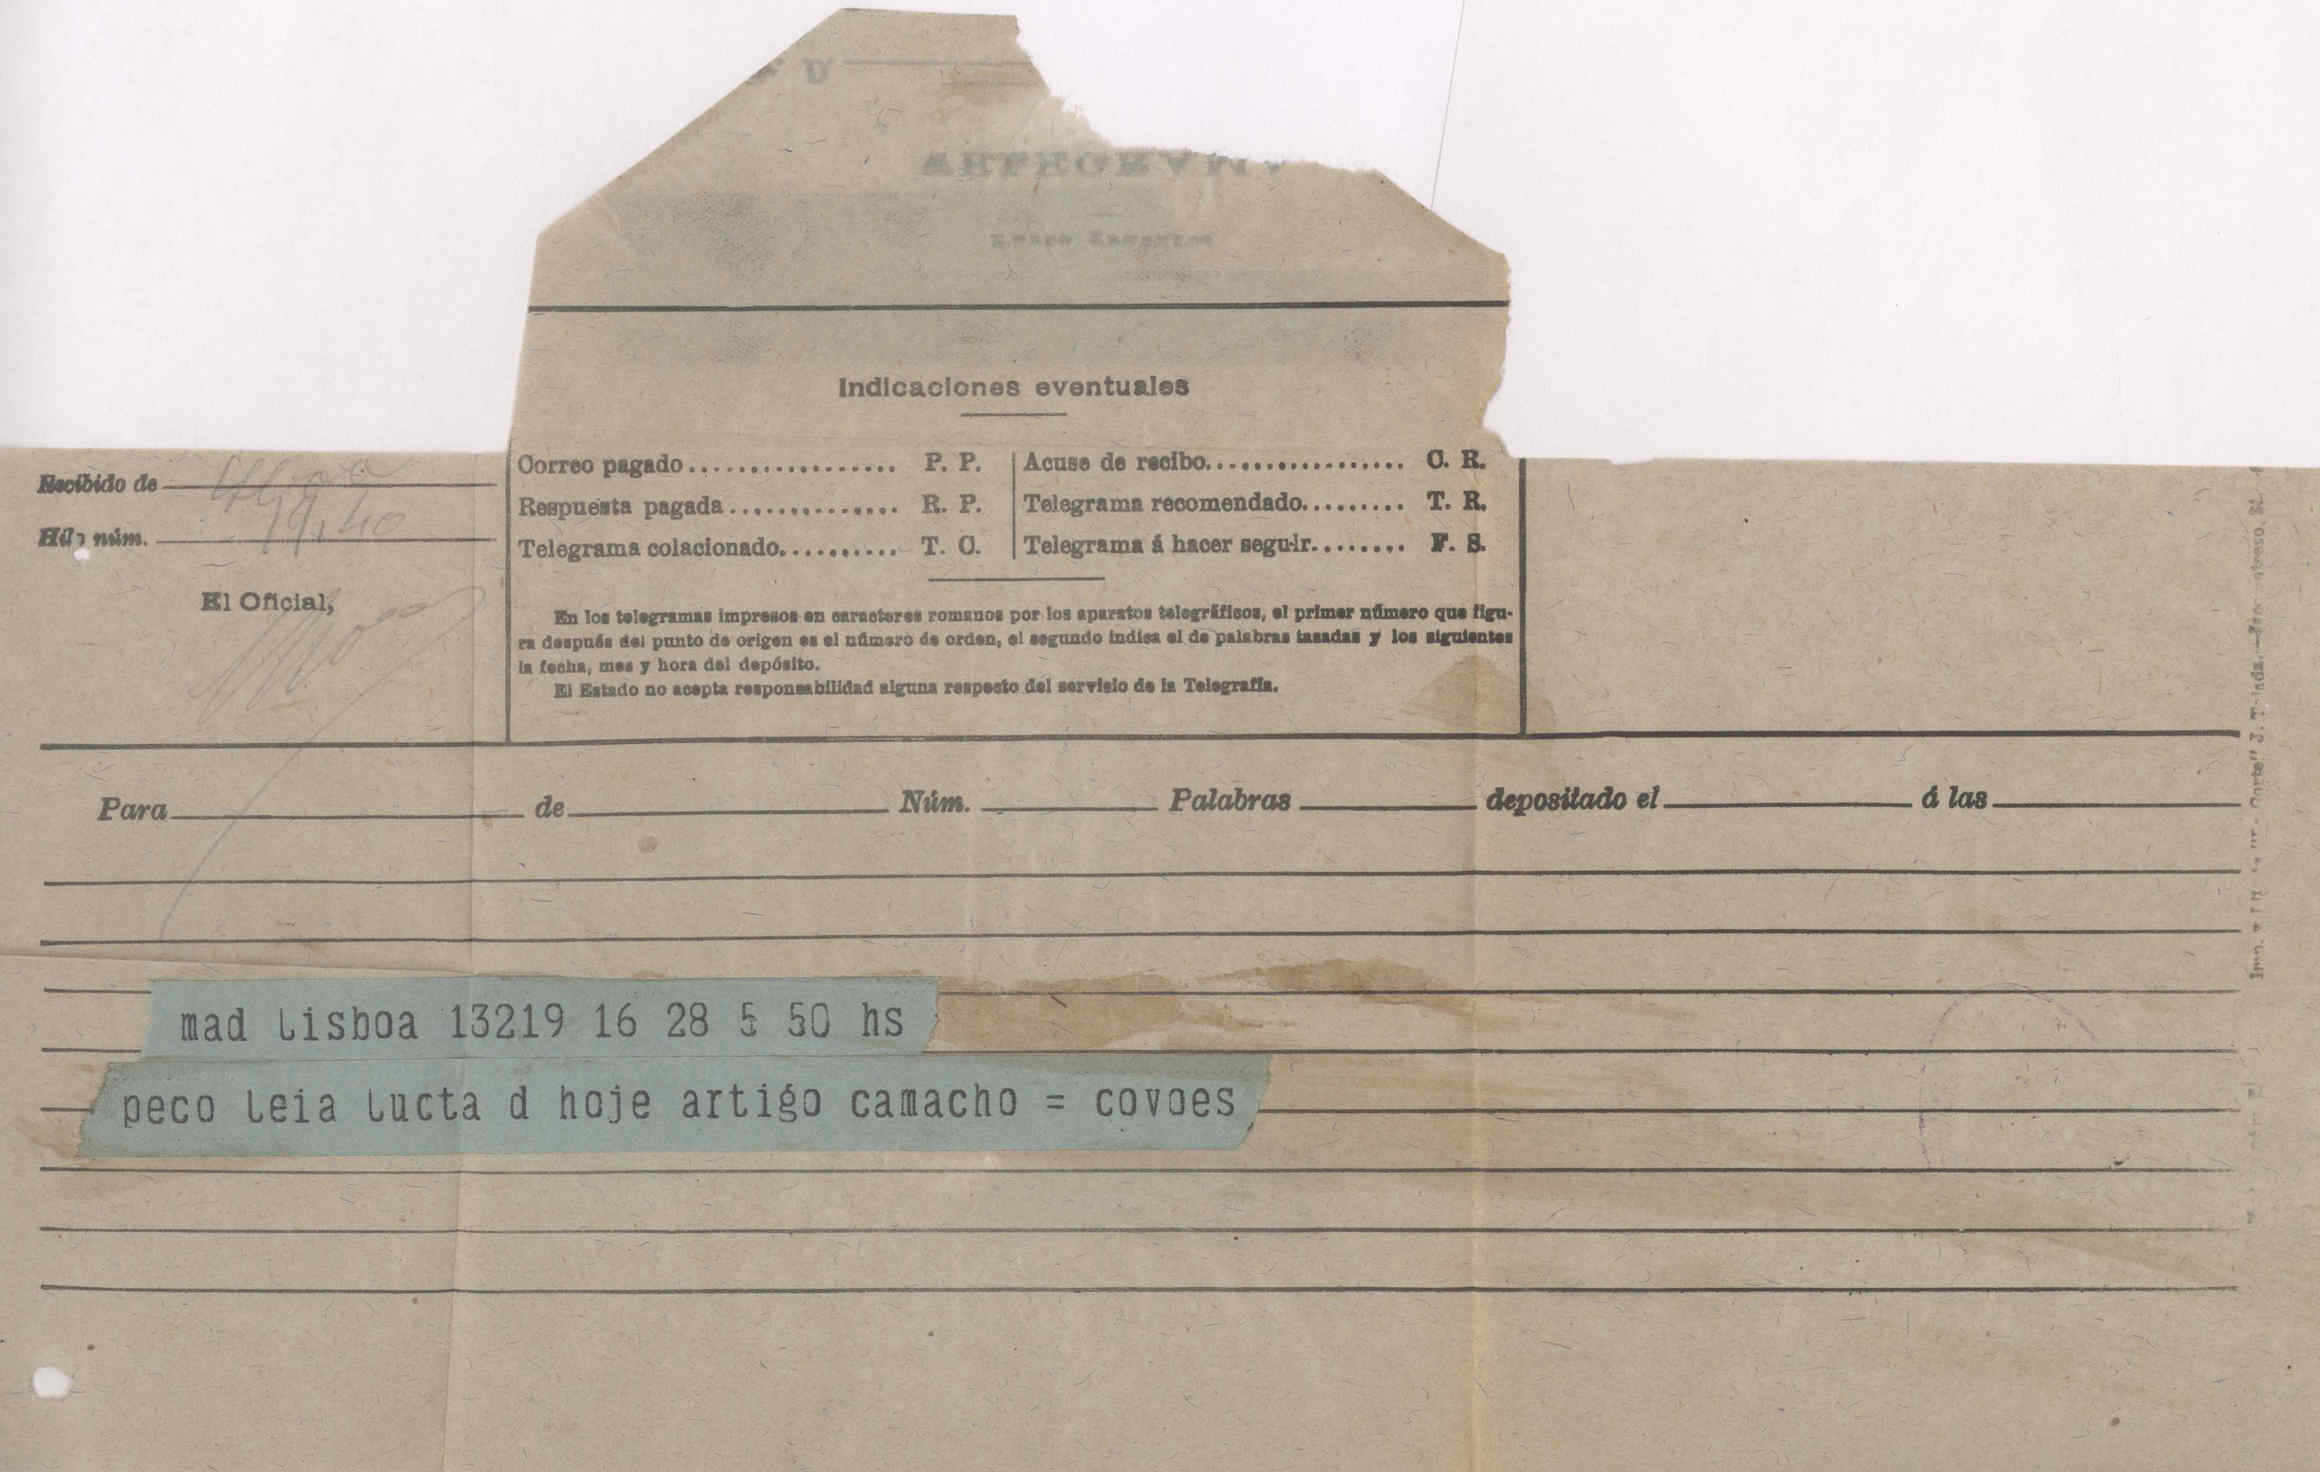 TELEGRAMA
Indicaciones eventuales
Correo pagado.................. P. P.
Respuesta pagada.............. R. P.
Telegrama colacionado.......... T. C.
Acuse de recibo................. C. R.
Telegrama recomendado......... T. R.
Telegrama á hacer seguir........ F. S.
En los telegramas impresos en caracteres romanos por los aparatos telegráficos, el primer número que figu-
ra después del punto de origen es el número de orden, el segundo indica el de palabras tasadas y los siguientes
la fecha, mes y hora del depósito.
El Estado no acepta responsabilidad alguna respecto del servicio de la Telegrafía.
Recibido de
19,40
Hilo núm.
El Oficial,
Para de Núm. Palabras depositado el á las
mad lisboa 13219 16 28 5 50 hs
peco leia lucta d hoje artigo camacho = covoes